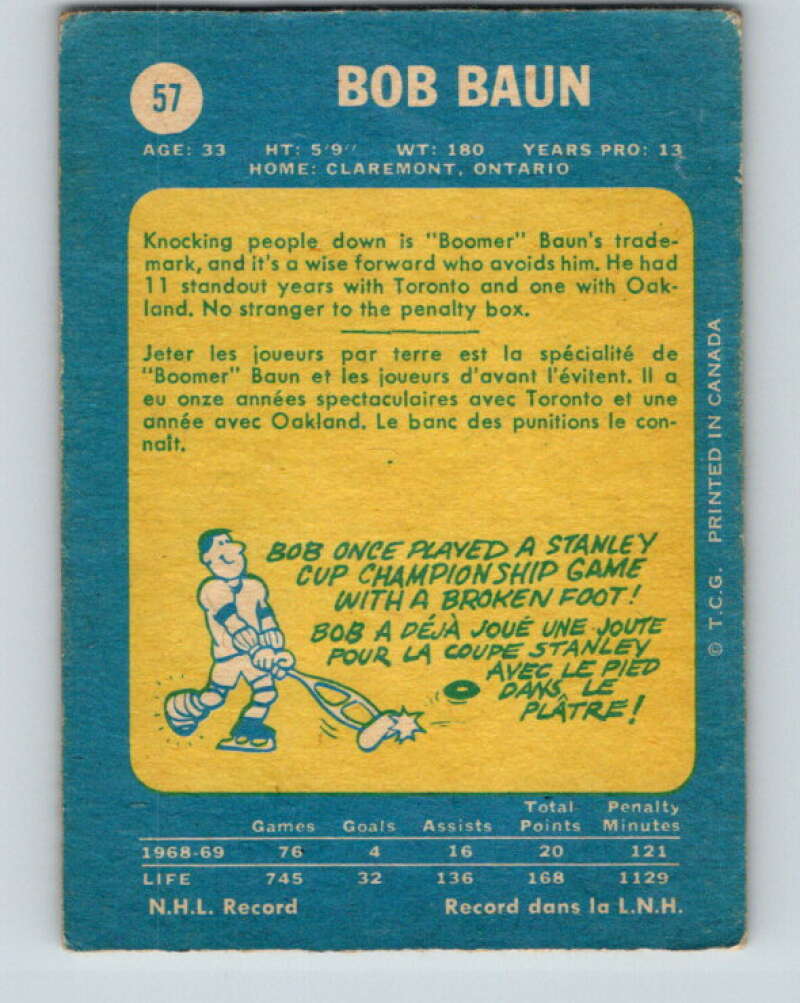 57
BOB BAUN
AGE: 33 HT: 5'9" WT: 180 YEARS PRO: 13
HOME: CLAREMONT, ONTARIO
Knocking people down is "Boomer" Baun's trade-
mark, and it's a wise forward who avoids him. He had
11 standout years with Toronto and one with Oak-
land. No stranger to the penalty box.
Jeter les joueurs par terre est la spécialité de
"Boomer" Baun et les joueurs d'avant l'évitent. Il a
eu onze années spectaculaires avec Toronto et une
année avec Oakland. Le banc des punitions le con-
naît.
BOB ONCE PLAYED A STANLEY
CUP CHAMPIONSHIP GAME
WITH A BROKEN FOOT!
BOB A DÉJÀ JOUÉ UNE JOUTE
POUR LA COUPE STANLEY
AVEC LE PIED
DANS LE
PLÂTRE!
© T.C.G. PRINTED IN CANADA
Total Penalty
Games Goals Assists Points Minutes
1968-69 76 4 16 20 121
LIFE 745 32 136 168 1129
N.H.L. Record Record dans la L.N.H.